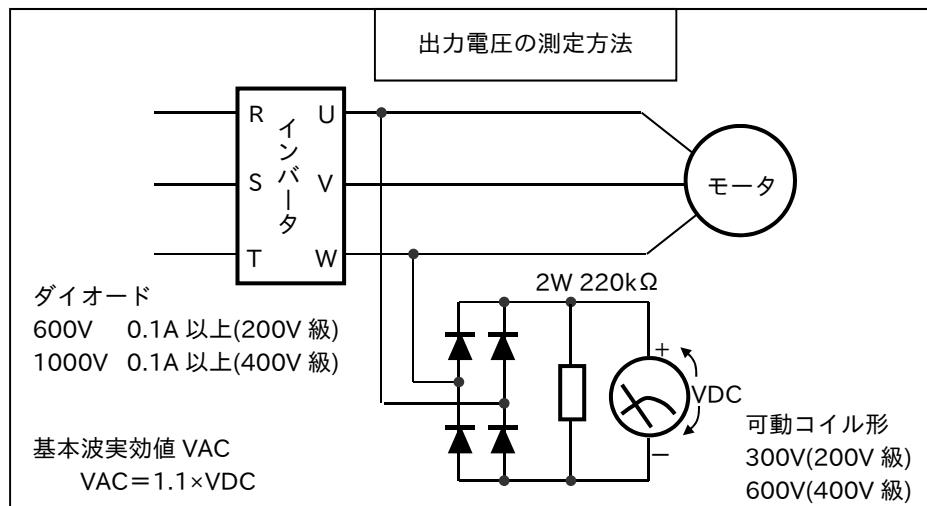 出力電圧の測定方法
R
U
S
V
T
W
インバータ
モータ
2W 220kΩ
ダイオード
600V 0.1A 以上(200V 級)
1000V 0.1A 以上(400V 級)
+
VDC
−
基本波実効値 VAC
VAC=1.1×VDC
可動コイル形
300V(200V 級)
600V(400V 級)